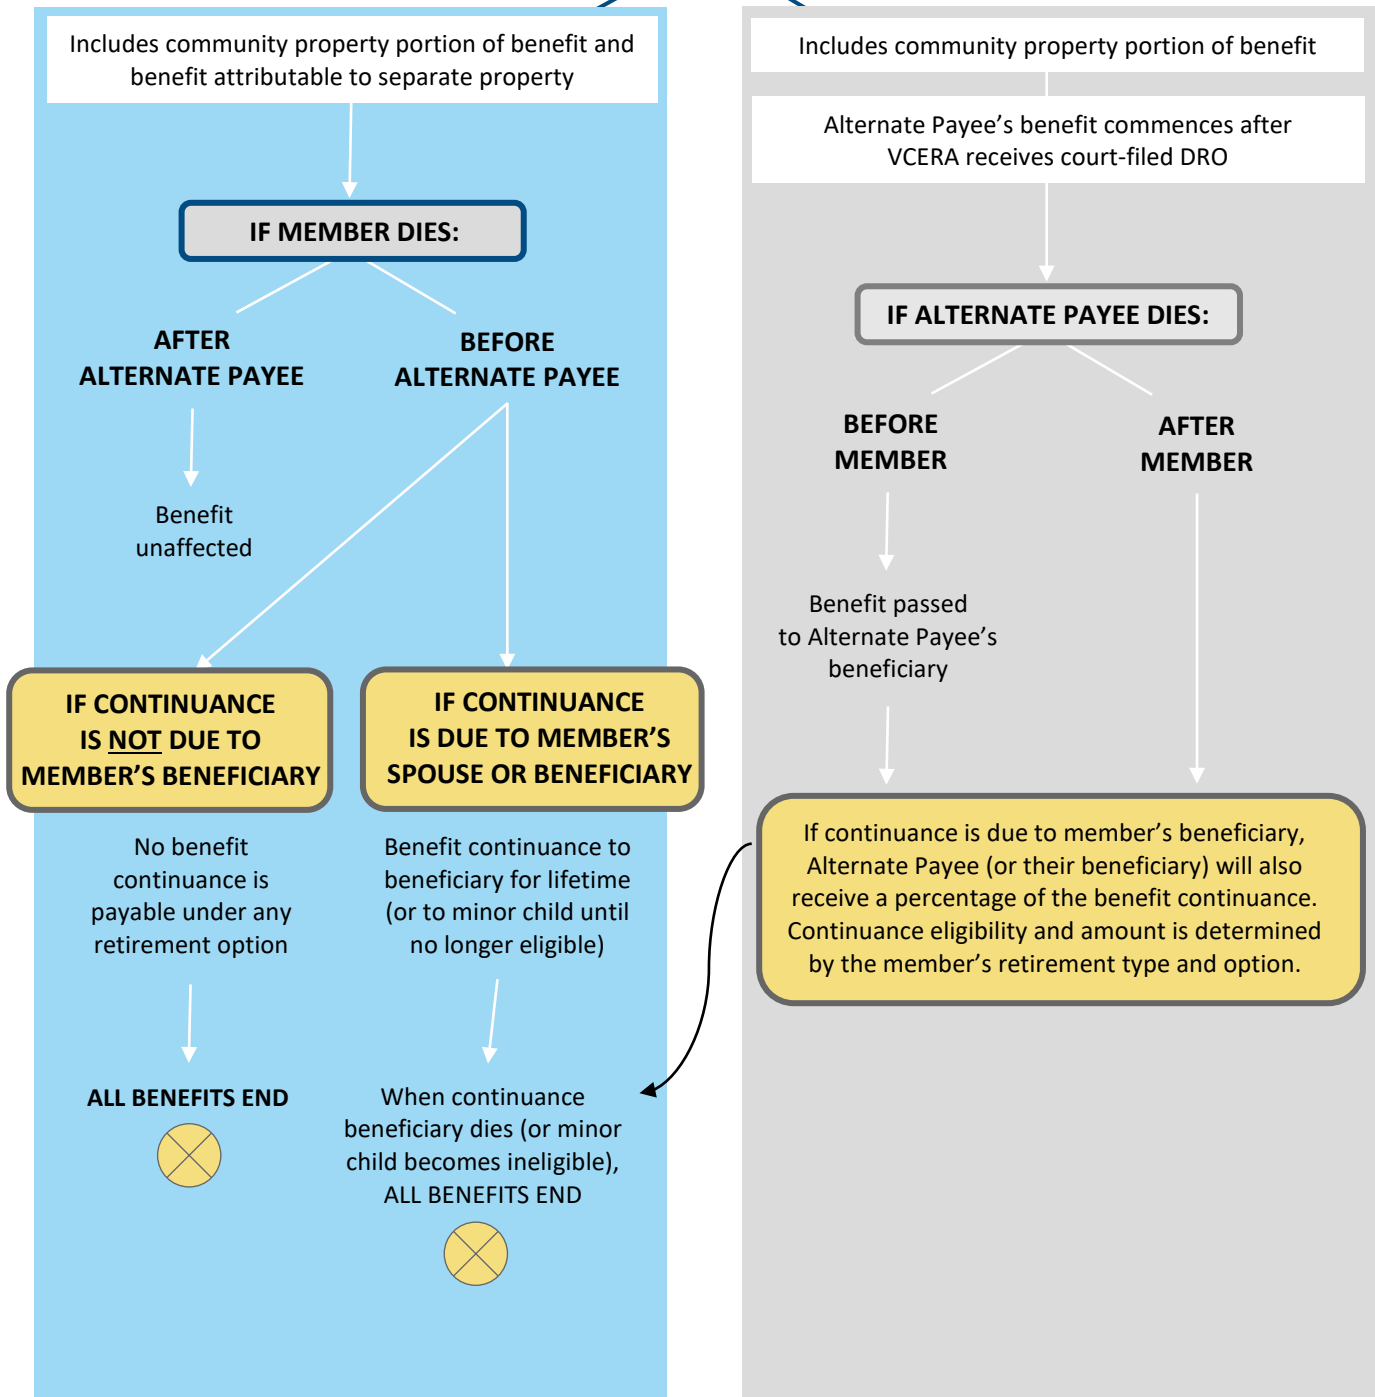 Includes community property portion of benefit and
benefit attributable to separate property
IF MEMBER DIES:
AFTER
ALTERNATE PAYEE
BEFORE
ALTERNATE PAYEE
Benefit
unaffected
IF CONTINUANCE
IS NOT DUE TO
MEMBER’S BENEFICIARY
IF CONTINUANCE
IS DUE TO MEMBER’S
SPOUSE OR BENEFICIARY
No benefit
continuance is
payable under any
retirement option
Benefit continuance to
beneficiary for lifetime
(or to minor child until
no longer eligible)
ALL BENEFITS END
When continuance
beneficiary dies (or minor
child becomes ineligible),
ALL BENEFITS END
Includes community property portion of benefit
Alternate Payee’s benefit commences after
VCERA receives court-filed DRO
IF ALTERNATE PAYEE DIES:
BEFORE
MEMBER
AFTER
MEMBER
Benefit passed
to Alternate Payee’s
beneficiary
If continuance is due to member’s beneficiary,
Alternate Payee (or their beneficiary) will also
receive a percentage of the benefit continuance.
Continuance eligibility and amount is determined
by the member’s retirement type and option.